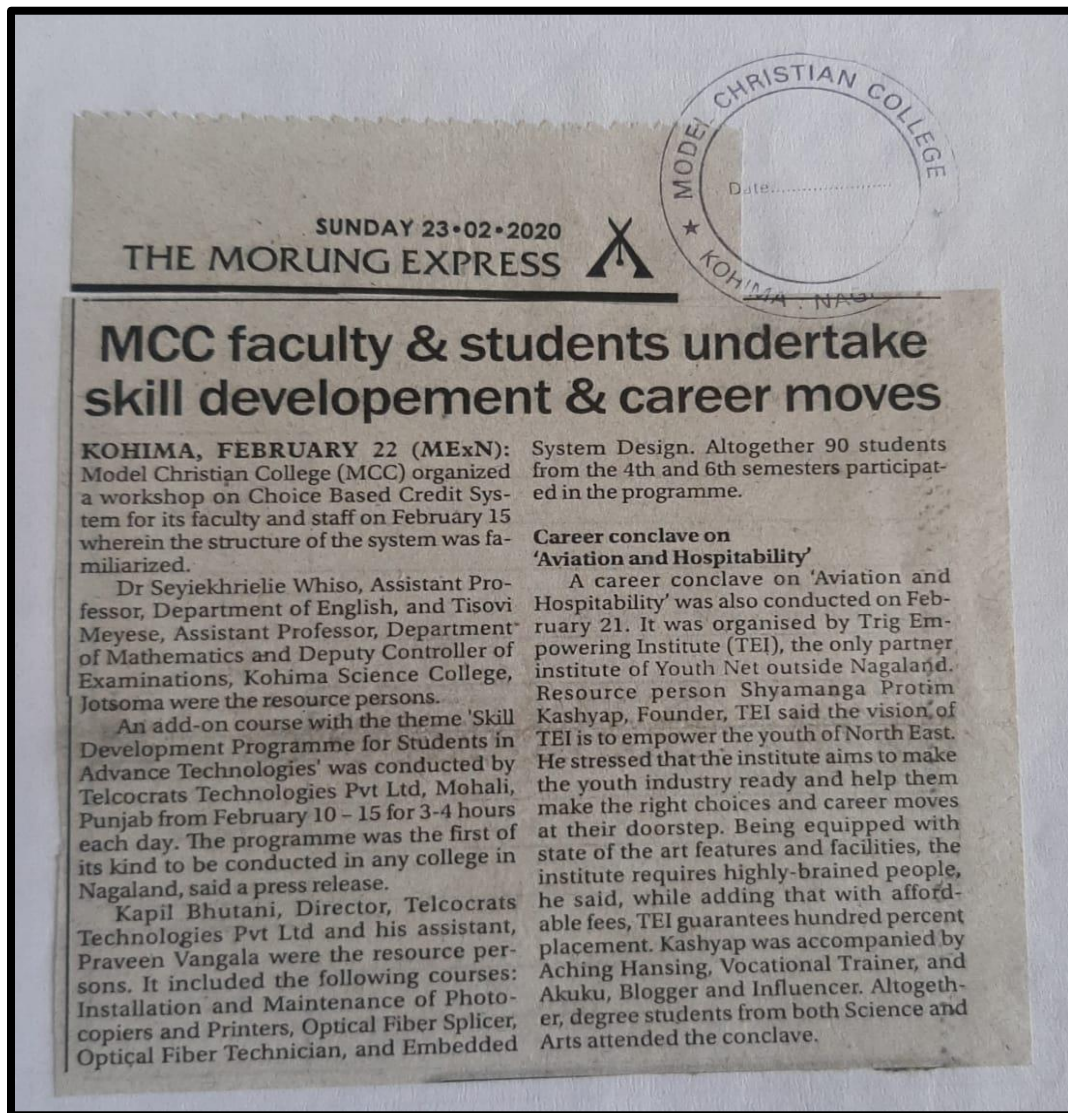 MODEL CHRISTIAN COLLEGE
Date
KOHIMA : NAG
SUNDAY 23•02•2020
THE MORUNG EXPRESS
MCC faculty & students undertake
skill developement & career moves
KOHIMA, FEBRUARY 22 (MExN):
Model Christian College (MCC) organized
a workshop on Choice Based Credit Sys-
tem for its faculty and staff on February 15
wherein the structure of the system was fa-
miliarized.
Dr Seyiekhrielie Whiso, Assistant Pro-
fessor, Department of English, and Tisovi
Meyese, Assistant Professor, Department
of Mathematics and Deputy Controller of
Examinations, Kohima Science College,
Jotsoma were the resource persons.
An add-on course with the theme 'Skill
Development Programme for Students in
Advance Technologies' was conducted by
Telcocrats Technologies Pvt Ltd, Mohali,
Punjab from February 10 – 15 for 3-4 hours
each day. The programme was the first of
its kind to be conducted in any college in
Nagaland, said a press release.
Kapil Bhutani, Director, Telcocrats
Technologies Pvt Ltd and his assistant,
Praveen Vangala were the resource per-
sons. It included the following courses:
Installation and Maintenance of Photo-
copiers and Printers, Optical Fiber Splicer,
Optical Fiber Technician, and Embedded
System Design. Altogether 90 students
from the 4th and 6th semesters participat-
ed in the programme.
Career conclave on
'Aviation and Hospitability'
A career conclave on 'Aviation and
Hospitability' was also conducted on Feb-
ruary 21. It was organised by Trig Em-
powering Institute (TEI), the only partner
institute of Youth Net outside Nagaland.
Resource person Shyamanga Protim
Kashyap, Founder, TEI said the vision of
TEI is to empower the youth of North East.
He stressed that the institute aims to make
the youth industry ready and help them
make the right choices and career moves
at their doorstep. Being equipped with
state of the art features and facilities, the
institute requires highly-brained people,
he said, while adding that with afford-
able fees, TEI guarantees hundred percent
placement. Kashyap was accompanied by
Aching Hansing, Vocational Trainer, and
Akuku, Blogger and Influencer. Altogeth-
er, degree students from both Science and
Arts attended the conclave.